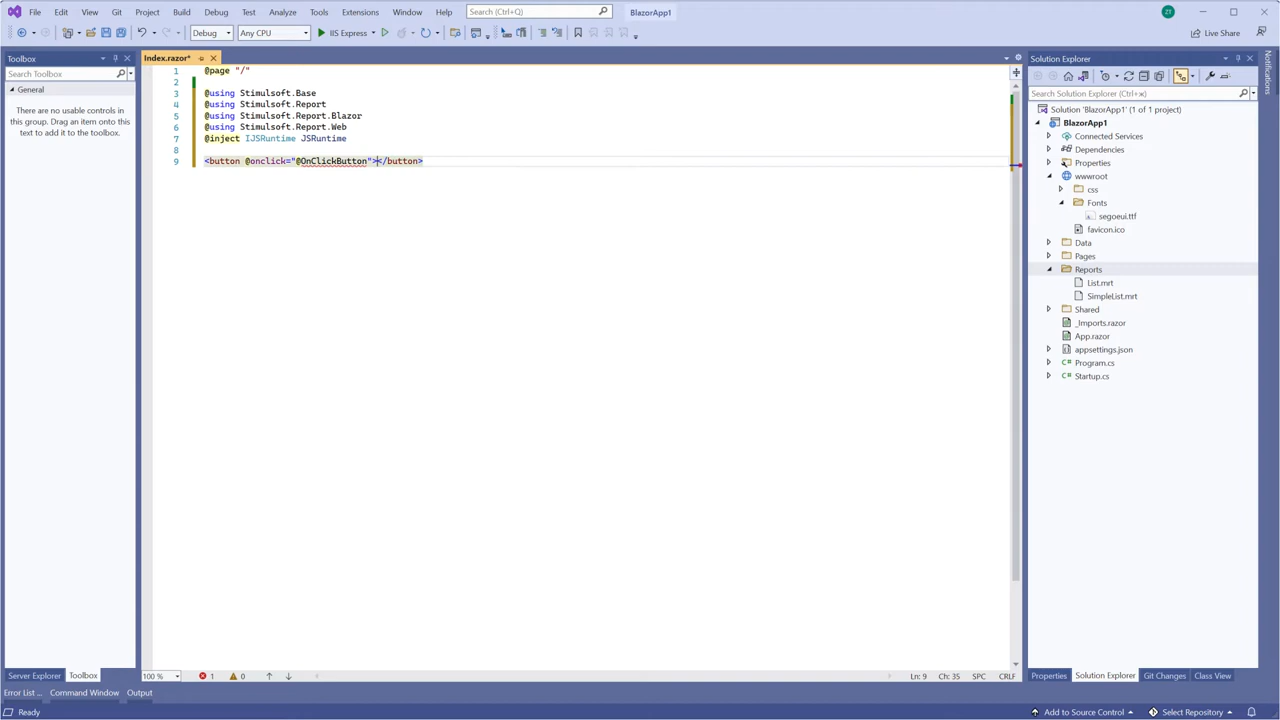 File Edit View Git Project Build Debug Test Analyze Tools Extensions Window Help Search (Ctrl+Q) BlazorApp1 ZT
Debug Any CPU IIS Express Live Share
Toolbox
Search Toolbox
General
There are no usable controls in
this group. Drag an item onto this
text to add it to the toolbox.
Index.razor*
1 @page "/"
2
3 @using Stimulsoft.Base
4 @using Stimulsoft.Report
5 @using Stimulsoft.Report.Blazor
6 @using Stimulsoft.Report.Web
7 @inject IJSRuntime JSRuntime
8
9 <button @onclick="@OnClickButton"></button>
Solution Explorer
Search Solution Explorer (Ctrl+ж)
Solution 'BlazorApp1' (1 of 1 project)
BlazorApp1
Connected Services
Dependencies
Properties
wwwroot
css
Fonts
segoeui.ttf
favicon.ico
Data
Pages
Reports
List.mrt
SimpleList.mrt
Shared
_Imports.razor
App.razor
appsettings.json
C# Program.cs
C# Startup.cs
Notifications
100 % 1 0 Ln: 9 Ch: 35 SPC CRLF
Server Explorer Toolbox
Properties Solution Explorer Git Changes Class View
Error List ... Command Window Output
Ready Add to Source Control Select Repository